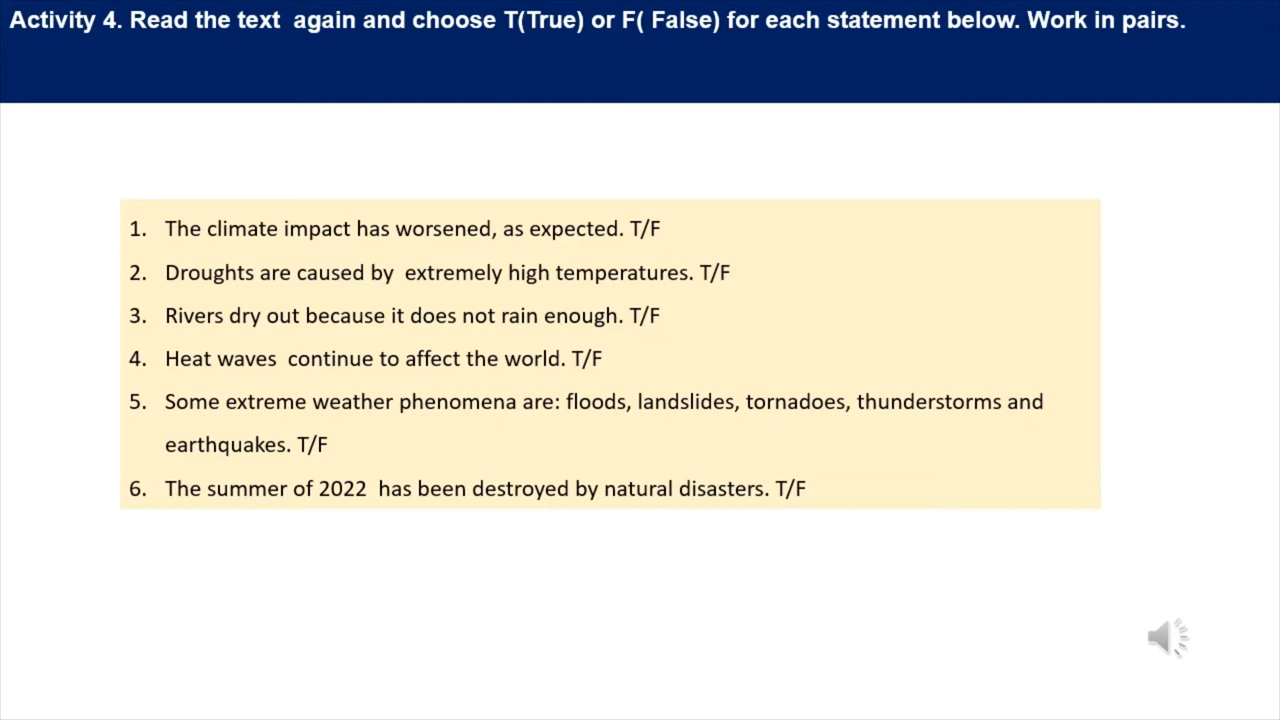 Activity 4. Read the text  again and choose T(True) or F( False) for each statement below. Work in pairs.
1. The climate impact has worsened, as expected. T/F
2. Droughts are caused by  extremely high temperatures. T/F
3. Rivers dry out because it does not rain enough. T/F
4. Heat waves  continue to affect the world. T/F
5. Some extreme weather phenomena are: floods, landslides, tornadoes, thunderstorms and
earthquakes. T/F
6. The summer of 2022  has been destroyed by natural disasters. T/F